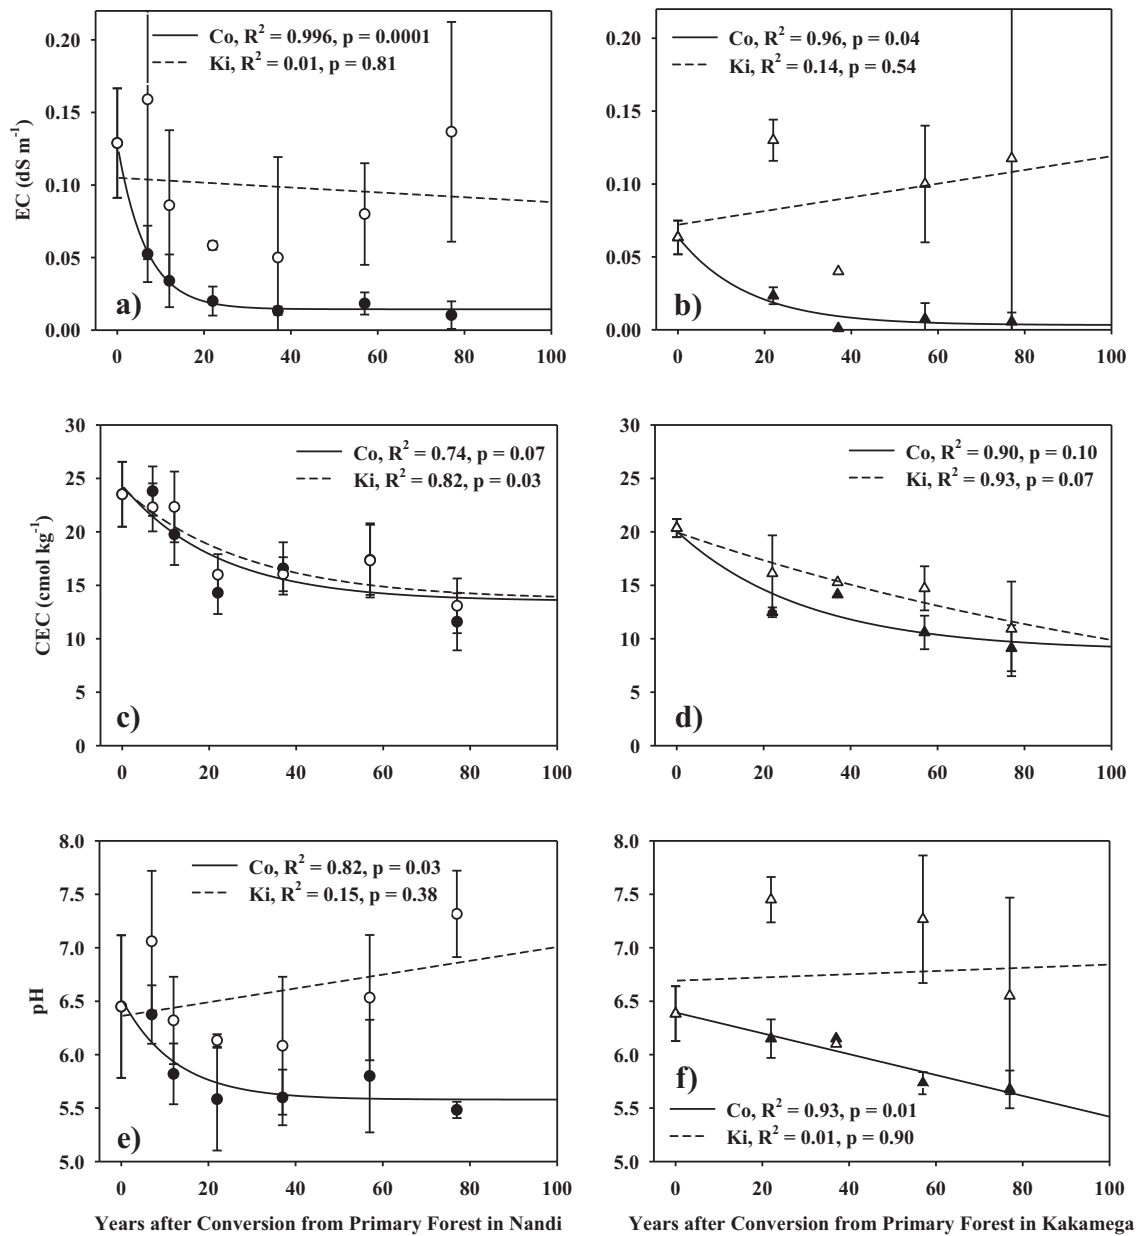 Co, R² = 0.996, p = 0.0001
Ki, R² = 0.01, p = 0.81
EC (dS m⁻¹)
0.20
0.15
0.10
0.05
0.00
a)
0 20 40 60 80 100
Co, R² = 0.96, p = 0.04
Ki, R² = 0.14, p = 0.54
0.20
0.15
0.10
0.05
0.00
b)
0 20 40 60 80 100
Co, R² = 0.74, p = 0.07
Ki, R² = 0.82, p = 0.03
CEC (cmol kg⁻¹)
30
25
20
15
10
5
0
c)
0 20 40 60 80 100
Co, R² = 0.90, p = 0.10
Ki, R² = 0.93, p = 0.07
30
25
20
15
10
5
0
d)
0 20 40 60 80 100
Co, R² = 0.82, p = 0.03
Ki, R² = 0.15, p = 0.38
pH
8.0
7.5
7.0
6.5
6.0
5.5
5.0
e)
0 20 40 60 80 100
Years after Conversion from Primary Forest in Nandi
8.0
7.5
7.0
6.5
6.0
5.5
5.0
f)
Co, R² = 0.93, p = 0.01
Ki, R² = 0.01, p = 0.90
0 20 40 60 80 100
Years after Conversion from Primary Forest in Kakamega